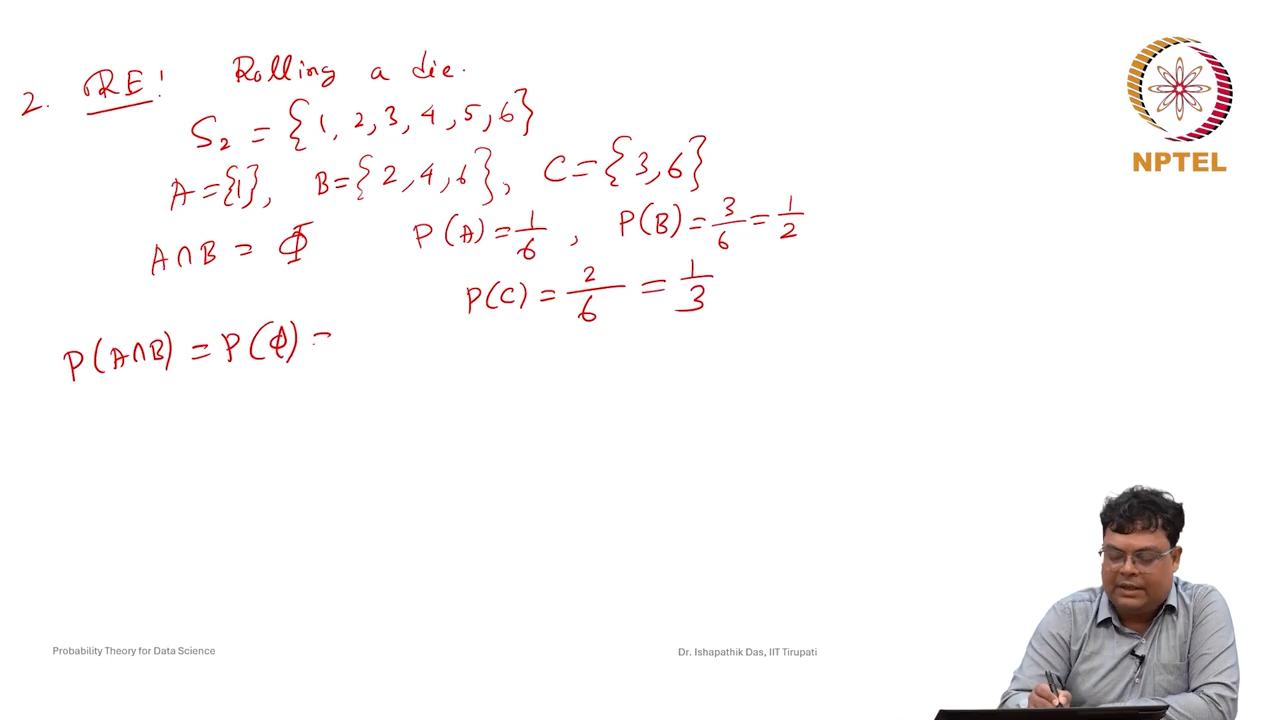 2. RE! Rolling a die.
S₂ = {1, 2, 3, 4, 5, 6}
A={1}, B={2, 4, 6}, C={3, 6}
A∩B = Φ P(A)=1/6, P(B)=3/6=1/2
P(C)=2/6=1/3
P(A∩B) = P(Φ) =
NPTEL
Probability Theory for Data Science
Dr. Ishapathik Das, IIT Tirupati